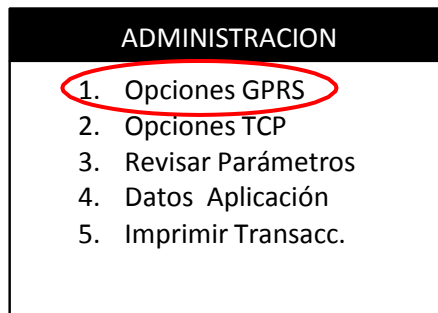 ADMINISTRACION
1. Opciones GPRS
2. Opciones TCP
3. Revisar Parámetros
4. Datos Aplicación
5. Imprimir Transacc.